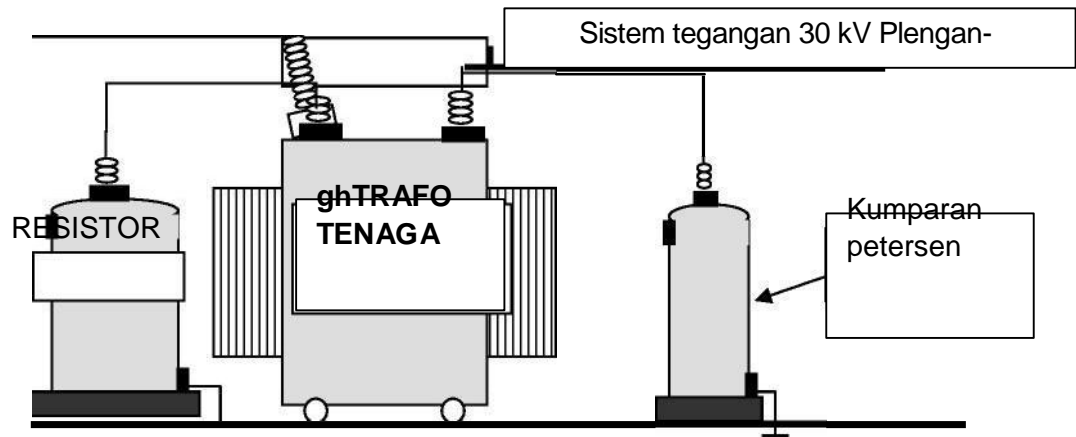 Sistem tegangan 30 kV Plengan-
ghTRAFO
TENAGA
RESISTOR
Kumparan
petersen